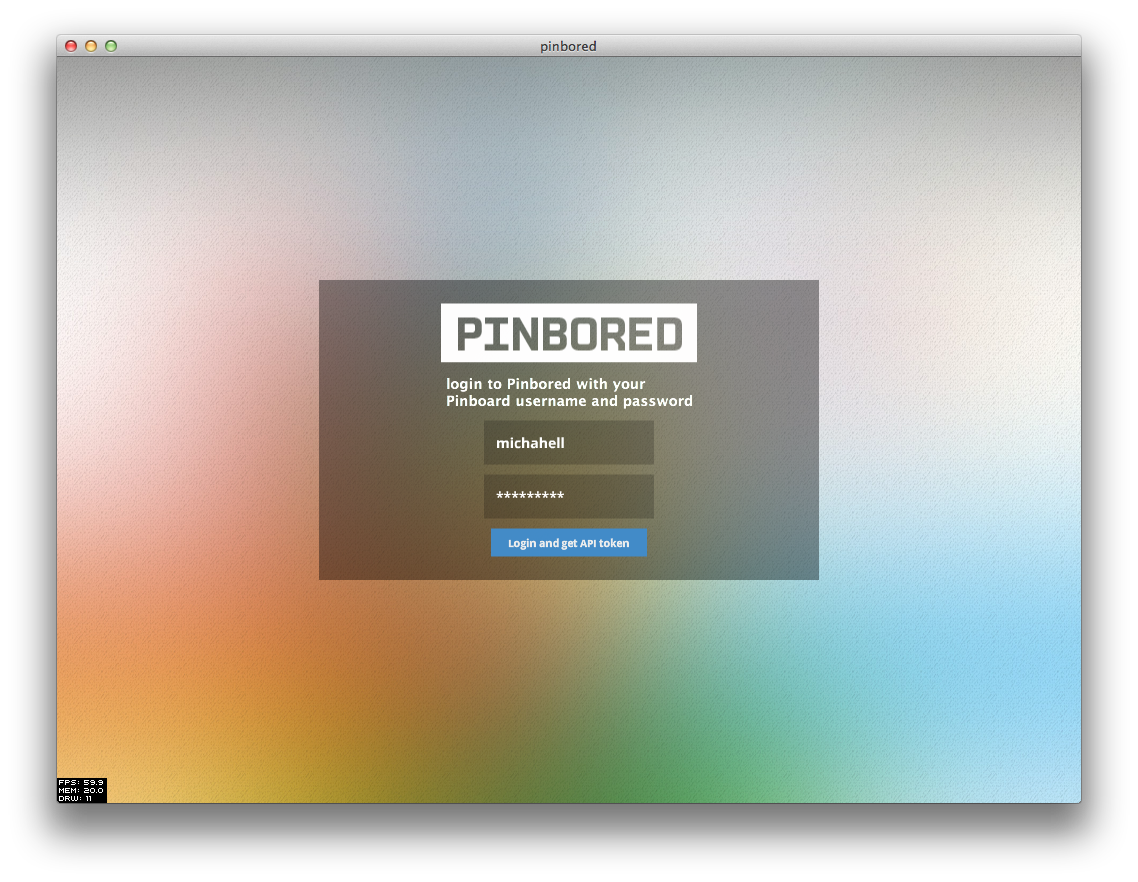 pinbored
PINBORED
login to Pinbored with your
Pinboard username and password
michahell
*********
Login and get API token
FPS: 59.9
MEM: 20.0
DRW: 11